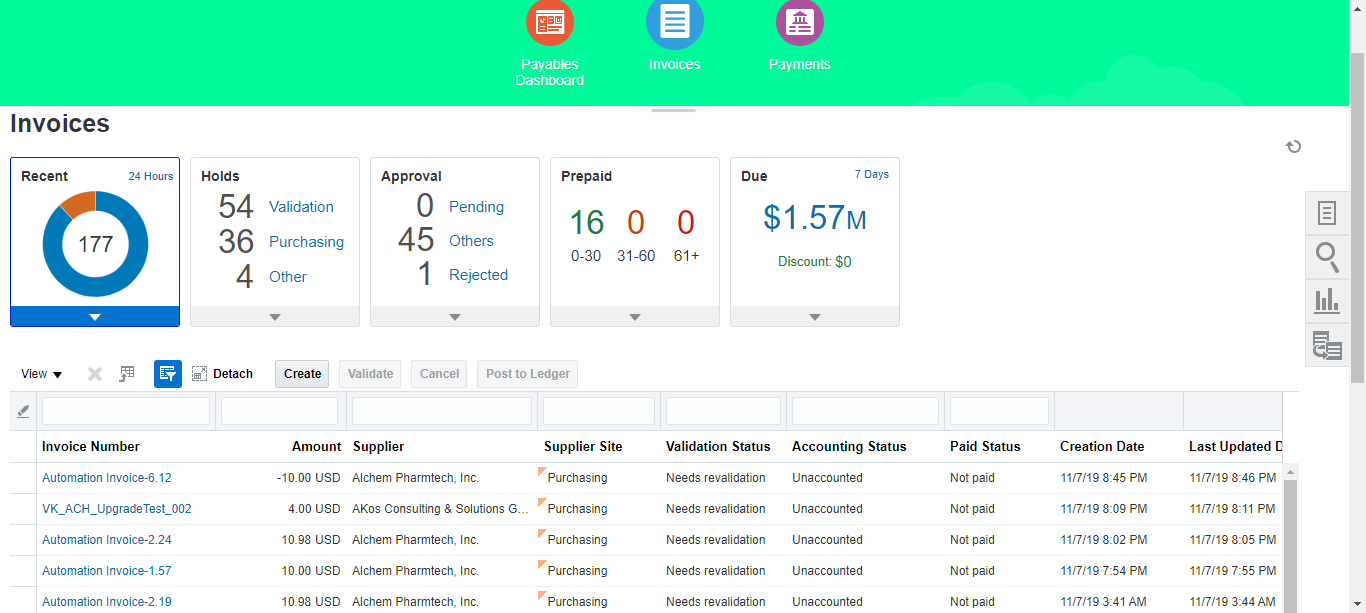 Payables Dashboard
Invoices
Payments
Invoices
Recent 24 Hours
177
Holds
54 Validation
36 Purchasing
4 Other
Approval
0 Pending
45 Others
1 Rejected
Prepaid
16 0 0
0-30 31-60 61+
Due 7 Days
$1.57M
Discount: $0
View Detach Create Validate Cancel Post to Ledger
Invoice Number Amount Supplier Supplier Site Validation Status Accounting Status Paid Status Creation Date Last Updated D
Automation Invoice-6.12 -10.00 USD Alchem Pharmtech, Inc. Purchasing Needs revalidation Unaccounted Not paid 11/7/19 8:45 PM 11/7/19 8:46 PM
VK_ACH_UpgradeTest_002 4.00 USD AKos Consulting & Solutions G... Purchasing Needs revalidation Unaccounted Not paid 11/7/19 8:09 PM 11/7/19 8:11 PM
Automation Invoice-2.24 10.98 USD Alchem Pharmtech, Inc. Purchasing Needs revalidation Unaccounted Not paid 11/7/19 8:02 PM 11/7/19 8:05 PM
Automation Invoice-1.57 10.00 USD Alchem Pharmtech, Inc. Purchasing Needs revalidation Unaccounted Not paid 11/7/19 7:54 PM 11/7/19 7:55 PM
Automation Invoice-2.19 10.98 USD Alchem Pharmtech, Inc. Purchasing Needs revalidation Unaccounted Not paid 11/7/19 3:41 AM 11/7/19 3:44 AM